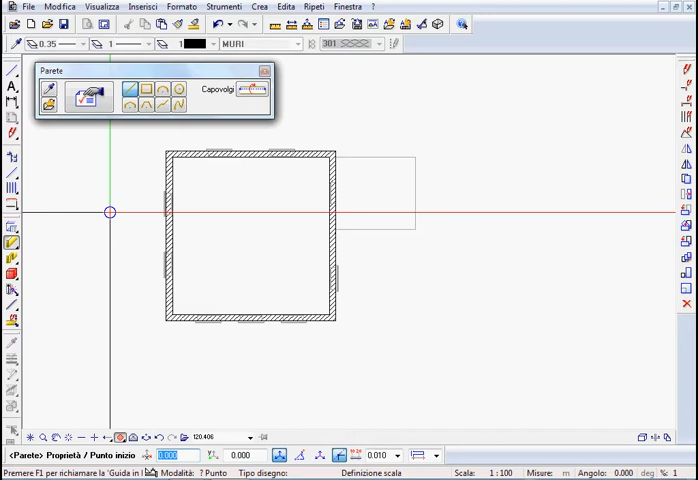 File Modifica Visualizza Inserisci Formato Strumenti Crea Edita Ripeti Finestra ?
0.35 1 1 MURI 301
Parete
Capovolgi
120.406
<Parete> Proprietà / Punto inizio 0.000 0.000 0.010
Premere F1 per richiamare la 'Guida in l Modalità: ? Punto Tipo disegno: Definizione scala Scala: 1:100 Misure: m Angolo: 0.000 deg %: 1